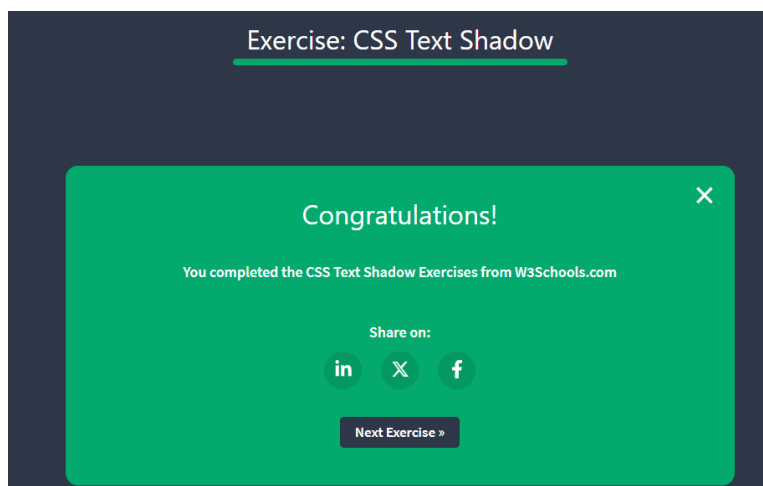 Exercise: CSS Text Shadow
Congratulations!
You completed the CSS Text Shadow Exercises from W3Schools.com
Share on:
in X f
Next Exercise »